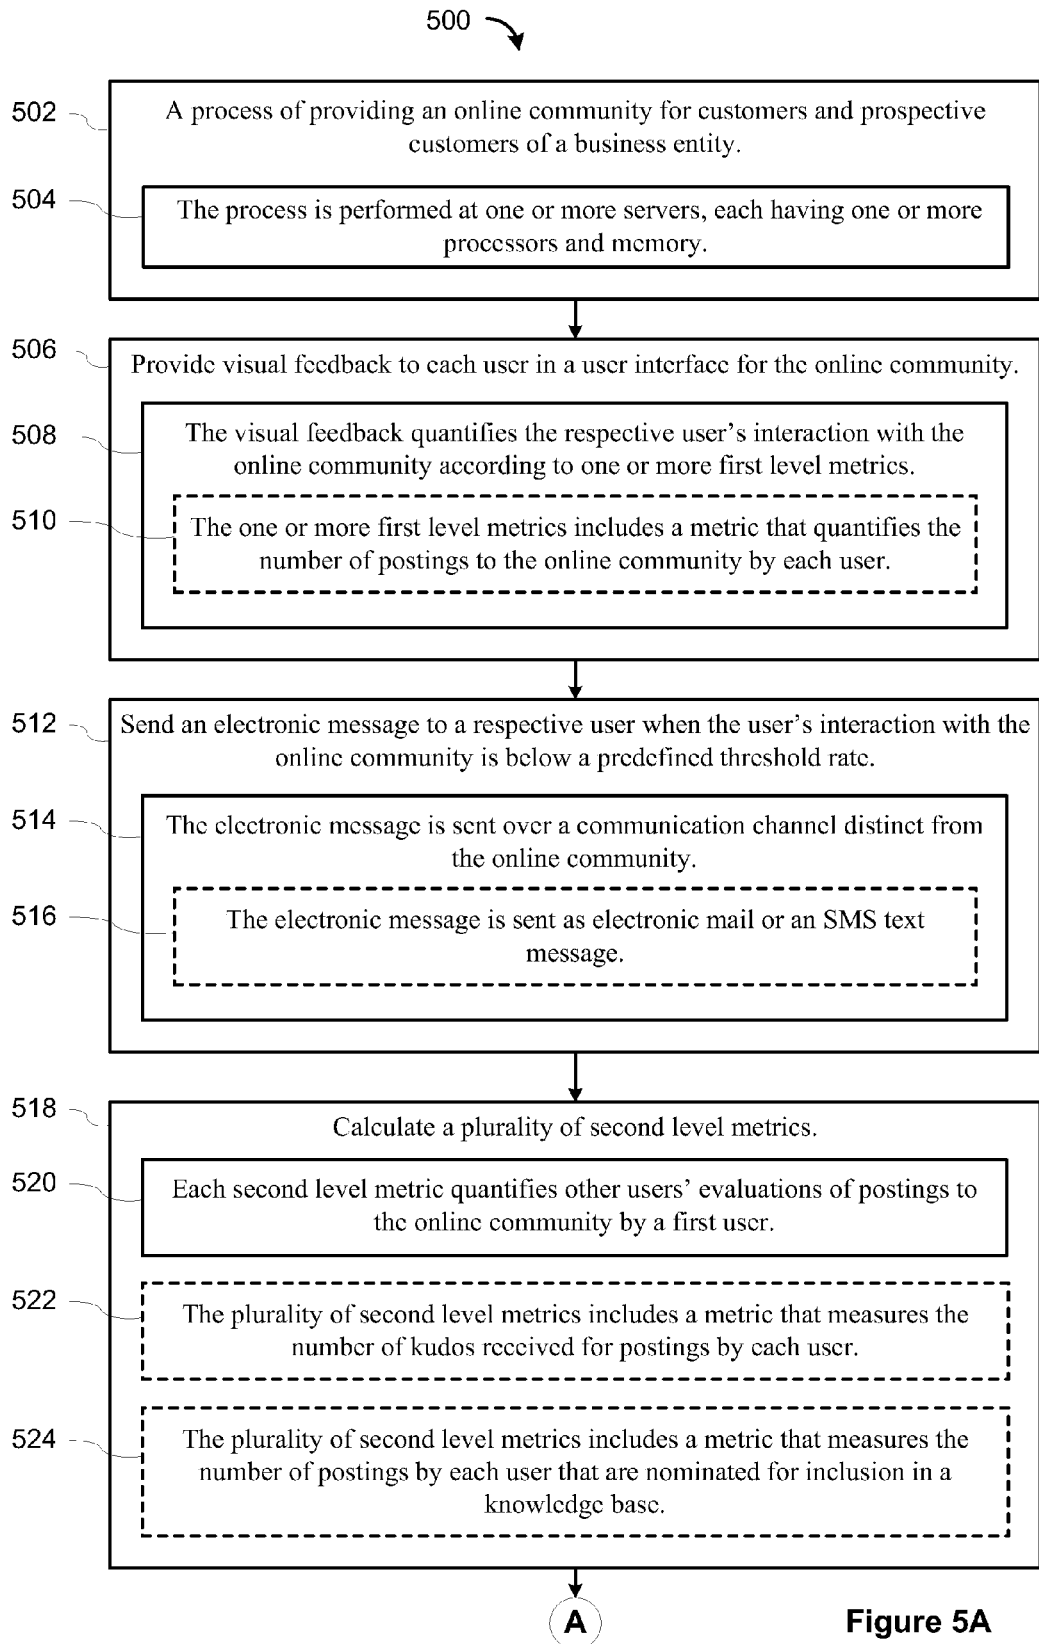 500
502
A process of providing an online community for customers and prospective
customers of a business entity.
504
The process is performed at one or more servers, each having one or more
processors and memory.
506
Provide visual feedback to each user in a user interface for the online community.
508
The visual feedback quantifies the respective user's interaction with the
online community according to one or more first level metrics.
510
The one or more first level metrics includes a metric that quantifies the
number of postings to the online community by each user.
512
Send an electronic message to a respective user when the user's interaction with the
online community is below a predefined threshold rate.
514
The electronic message is sent over a communication channel distinct from
the online community.
516
The electronic message is sent as electronic mail or an SMS text
message.
518
Calculate a plurality of second level metrics.
520
Each second level metric quantifies other users' evaluations of postings to
the online community by a first user.
522
The plurality of second level metrics includes a metric that measures the
number of kudos received for postings by each user.
524
The plurality of second level metrics includes a metric that measures the
number of postings by each user that are nominated for inclusion in a
knowledge base.
A
Figure 5A